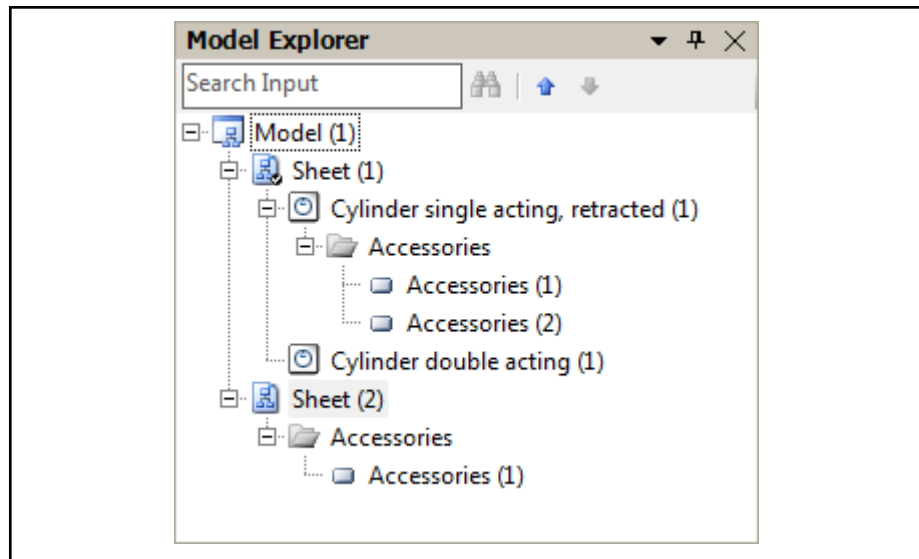 Model Explorer
Search Input
Model (1)
Sheet (1)
Cylinder single acting, retracted (1)
Accessories
Accessories (1)
Accessories (2)
Cylinder double acting (1)
Sheet (2)
Accessories
Accessories (1)